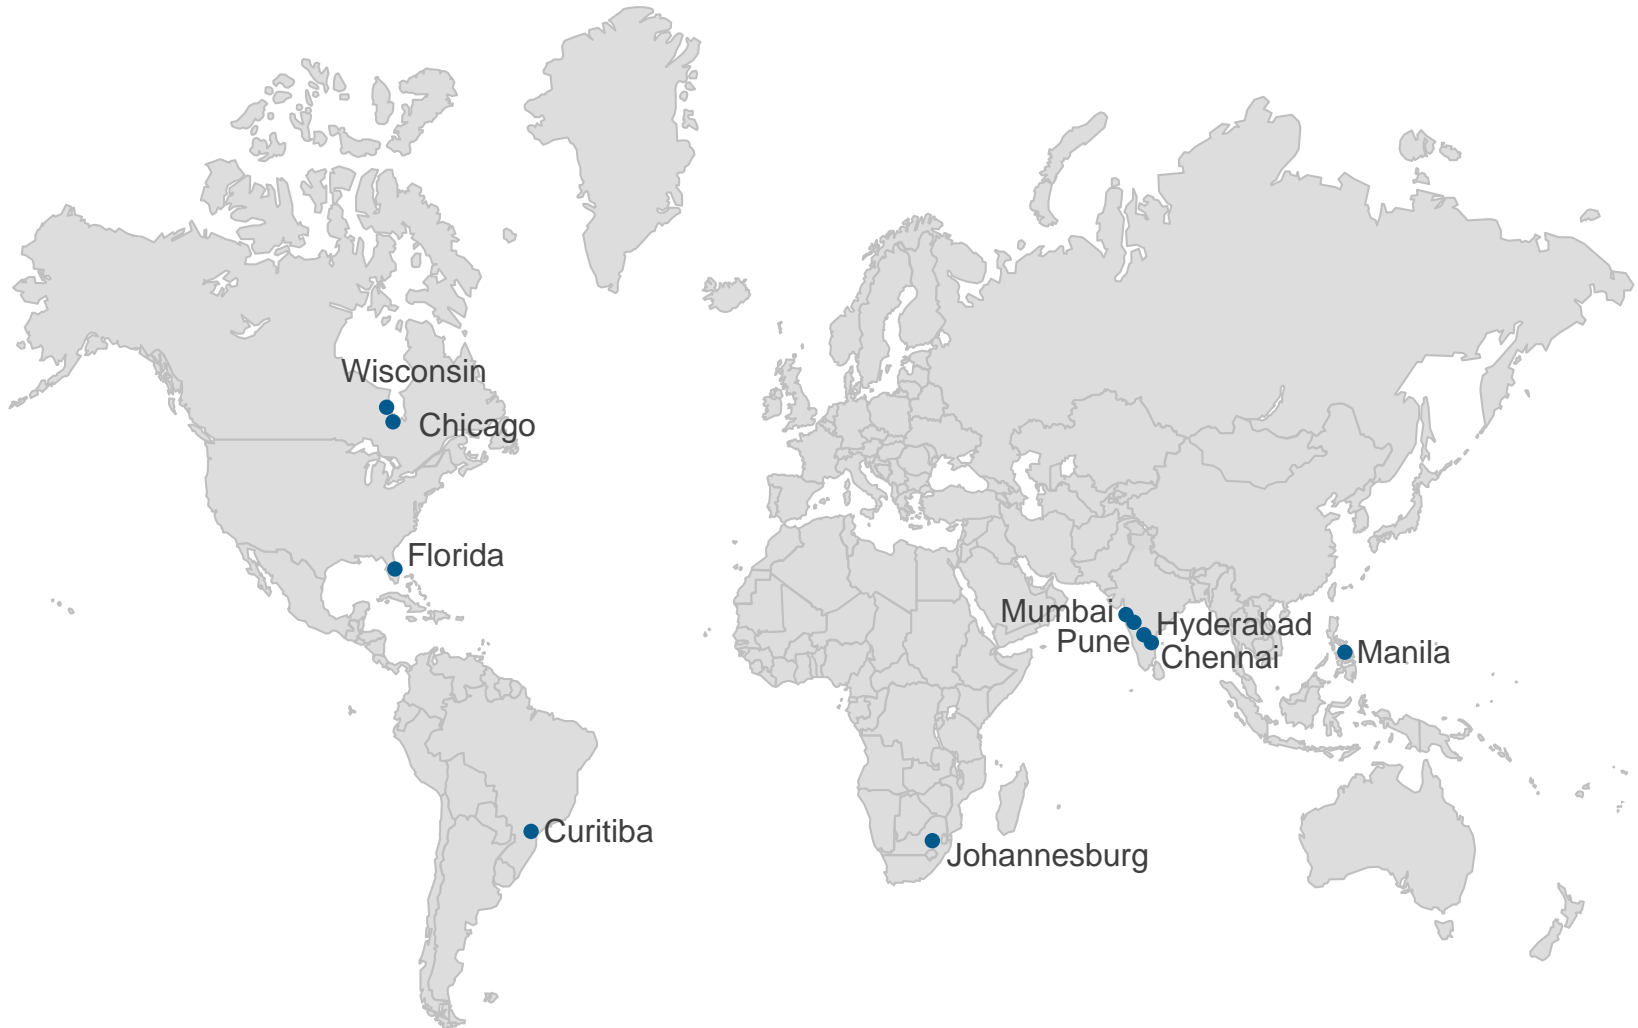 Wisconsin
Chicago
Florida
Mumbai
Hyderabad
Pune
Chennai
Manila
Curitiba
Johannesburg